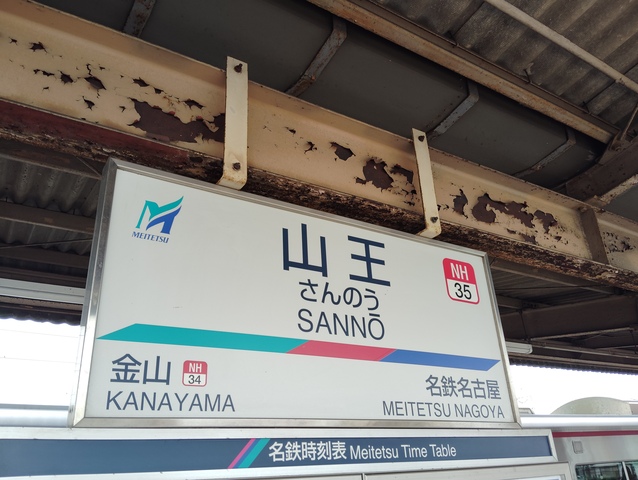 MEITETSU
山王
さんのう
SANNŌ
NH
35
金山
NH
34
KANAYAMA
名鉄名古屋
MEITETSU NAGOYA
名鉄時刻表 Meitetsu Time Table